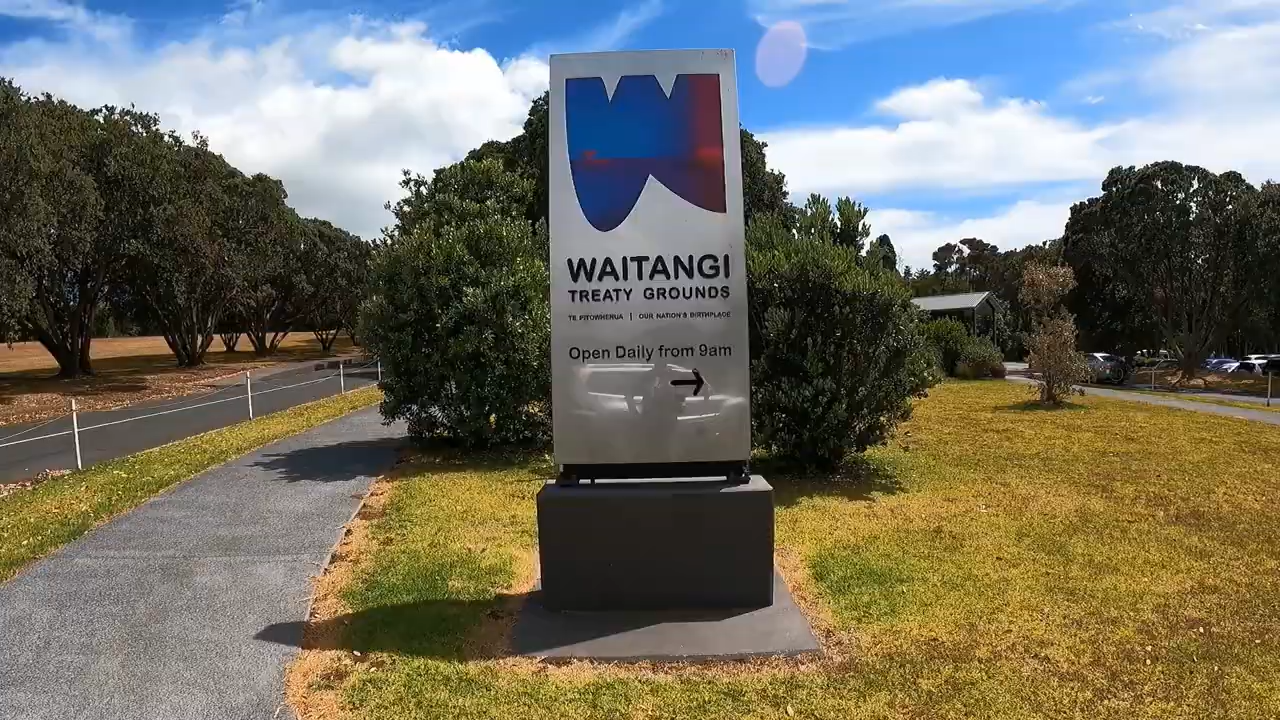 WAITANGI
TREATY GROUNDS
TE PITOWHENUA | OUR NATION'S BIRTHPLACE
Open Daily from 9am